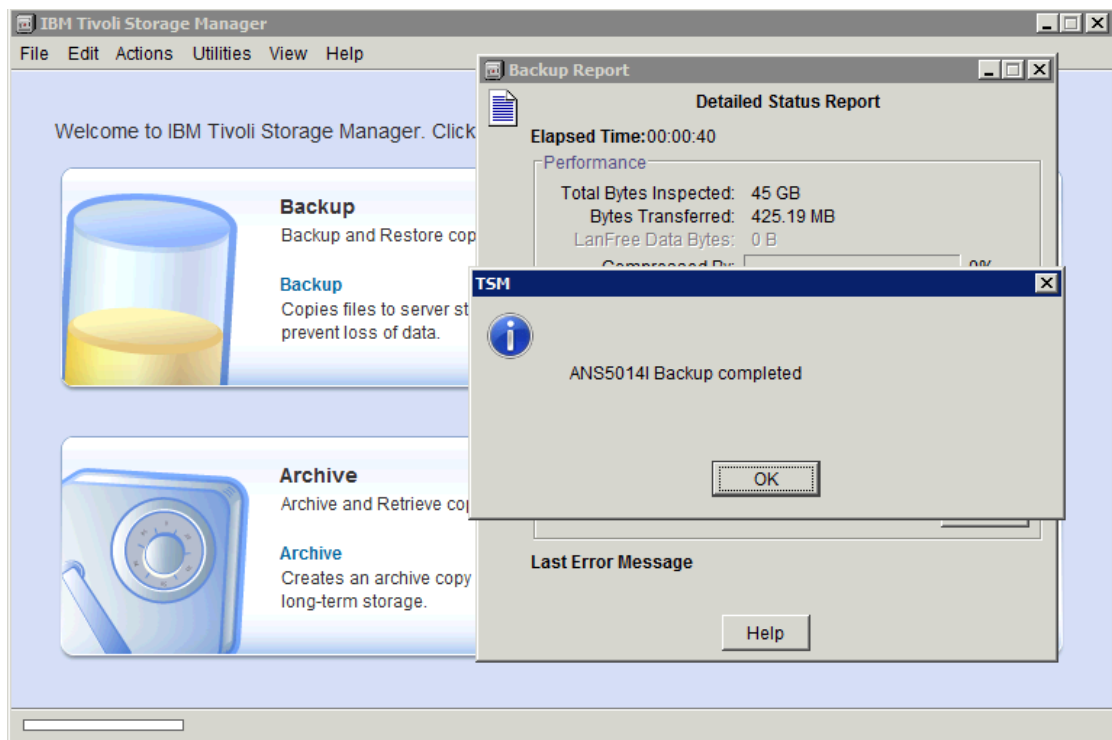 IBM Tivoli Storage Manager
File Edit Actions Utilities View Help
Welcome to IBM Tivoli Storage Manager. Click
Backup
Backup and Restore cop
Backup
Copies files to server st
prevent loss of data.
Archive
Archive and Retrieve cop
Archive
Creates an archive copy
long-term storage.
Backup Report
Detailed Status Report
Elapsed Time:00:00:40
Performance
Total Bytes Inspected: 45 GB
Bytes Transferred: 425.19 MB
LanFree Data Bytes: 0 B
Compressed By: 0%
TSM
ANS5014I Backup completed
OK
Last Error Message
Help